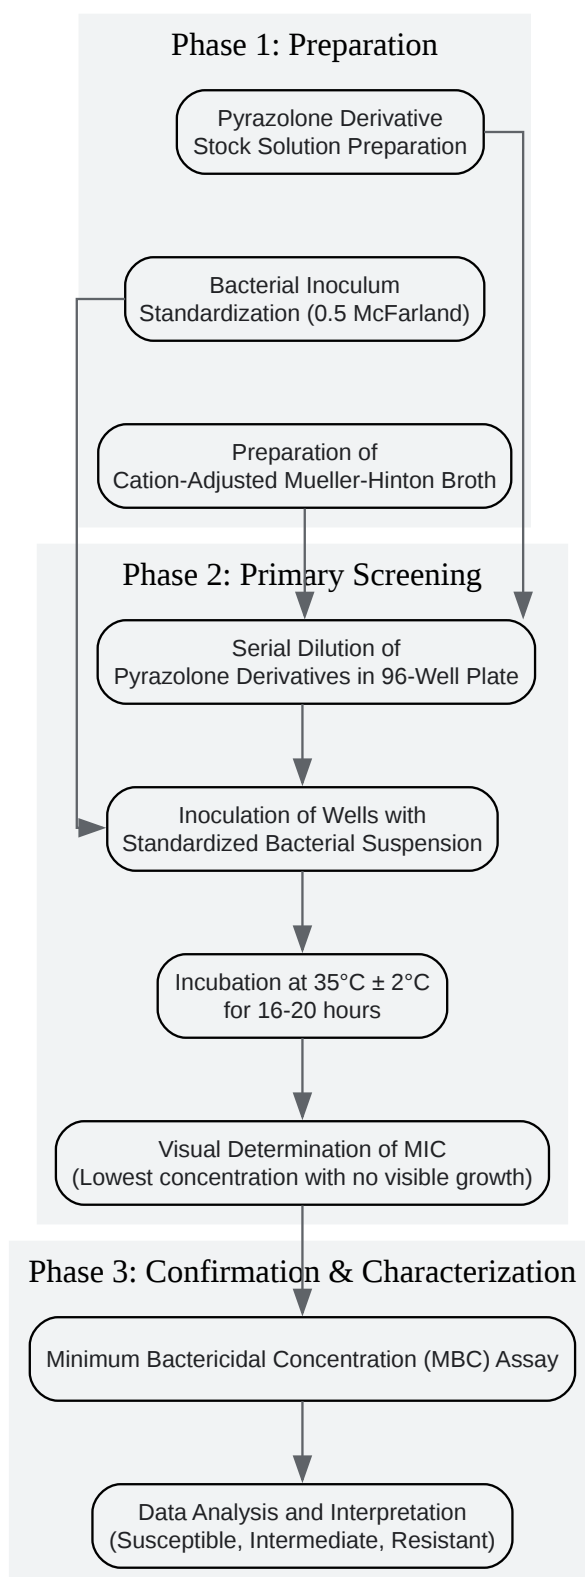 Phase 1: Preparation
Pyrazolone Derivative
Stock Solution Preparation
Bacterial Inoculum
Standardization (0.5 McFarland)
Preparation of
Cation-Adjusted Mueller-Hinton Broth
Phase 2: Primary Screening
Serial Dilution of
Pyrazolone Derivatives in 96-Well Plate
Inoculation of Wells with
Standardized Bacterial Suspension
Incubation at 35°C ± 2°C
for 16-20 hours
Visual Determination of MIC
(Lowest concentration with no visible growth)
Phase 3: Confirmation & Characterization
Minimum Bactericidal Concentration (MBC) Assay
Data Analysis and Interpretation
(Susceptible, Intermediate, Resistant)